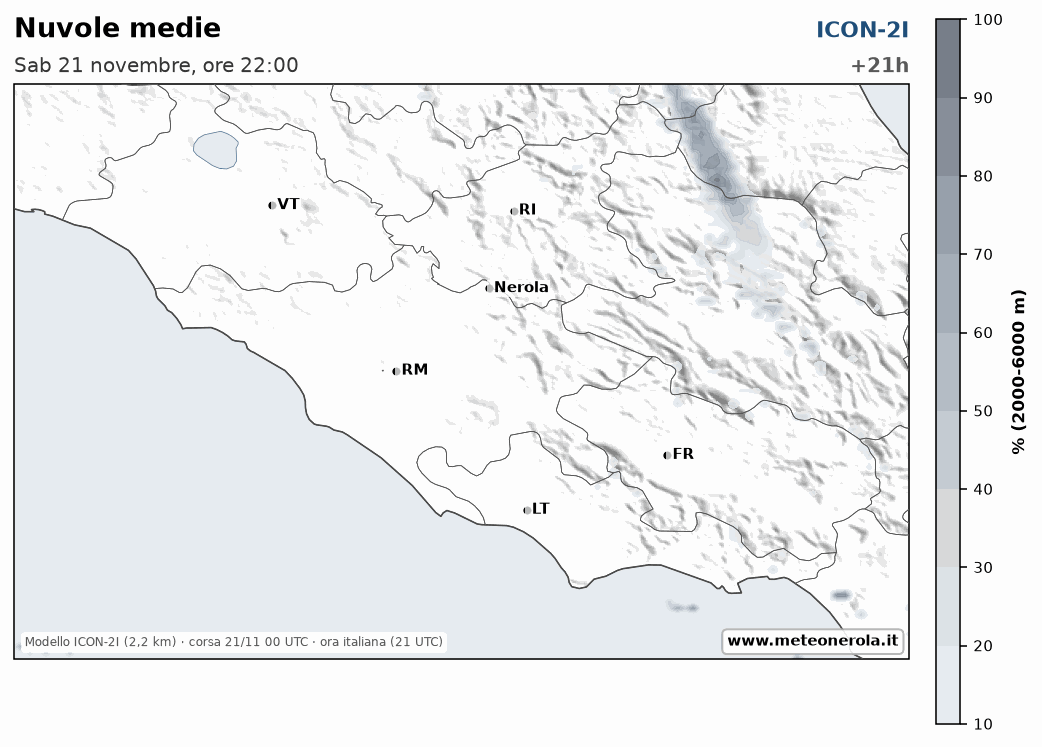 Nuvole medie
ICON-2I
Sab 21 novembre, ore 22:00
+21h
VT
RI
Nerola
RM
FR
LT
Modello ICON-2I (2,2 km) · corsa 21/11 00 UTC · ora italiana (21 UTC)
www.meteonerola.it
100
90
80
70
60
50
40
30
20
10
% (2000-6000 m)